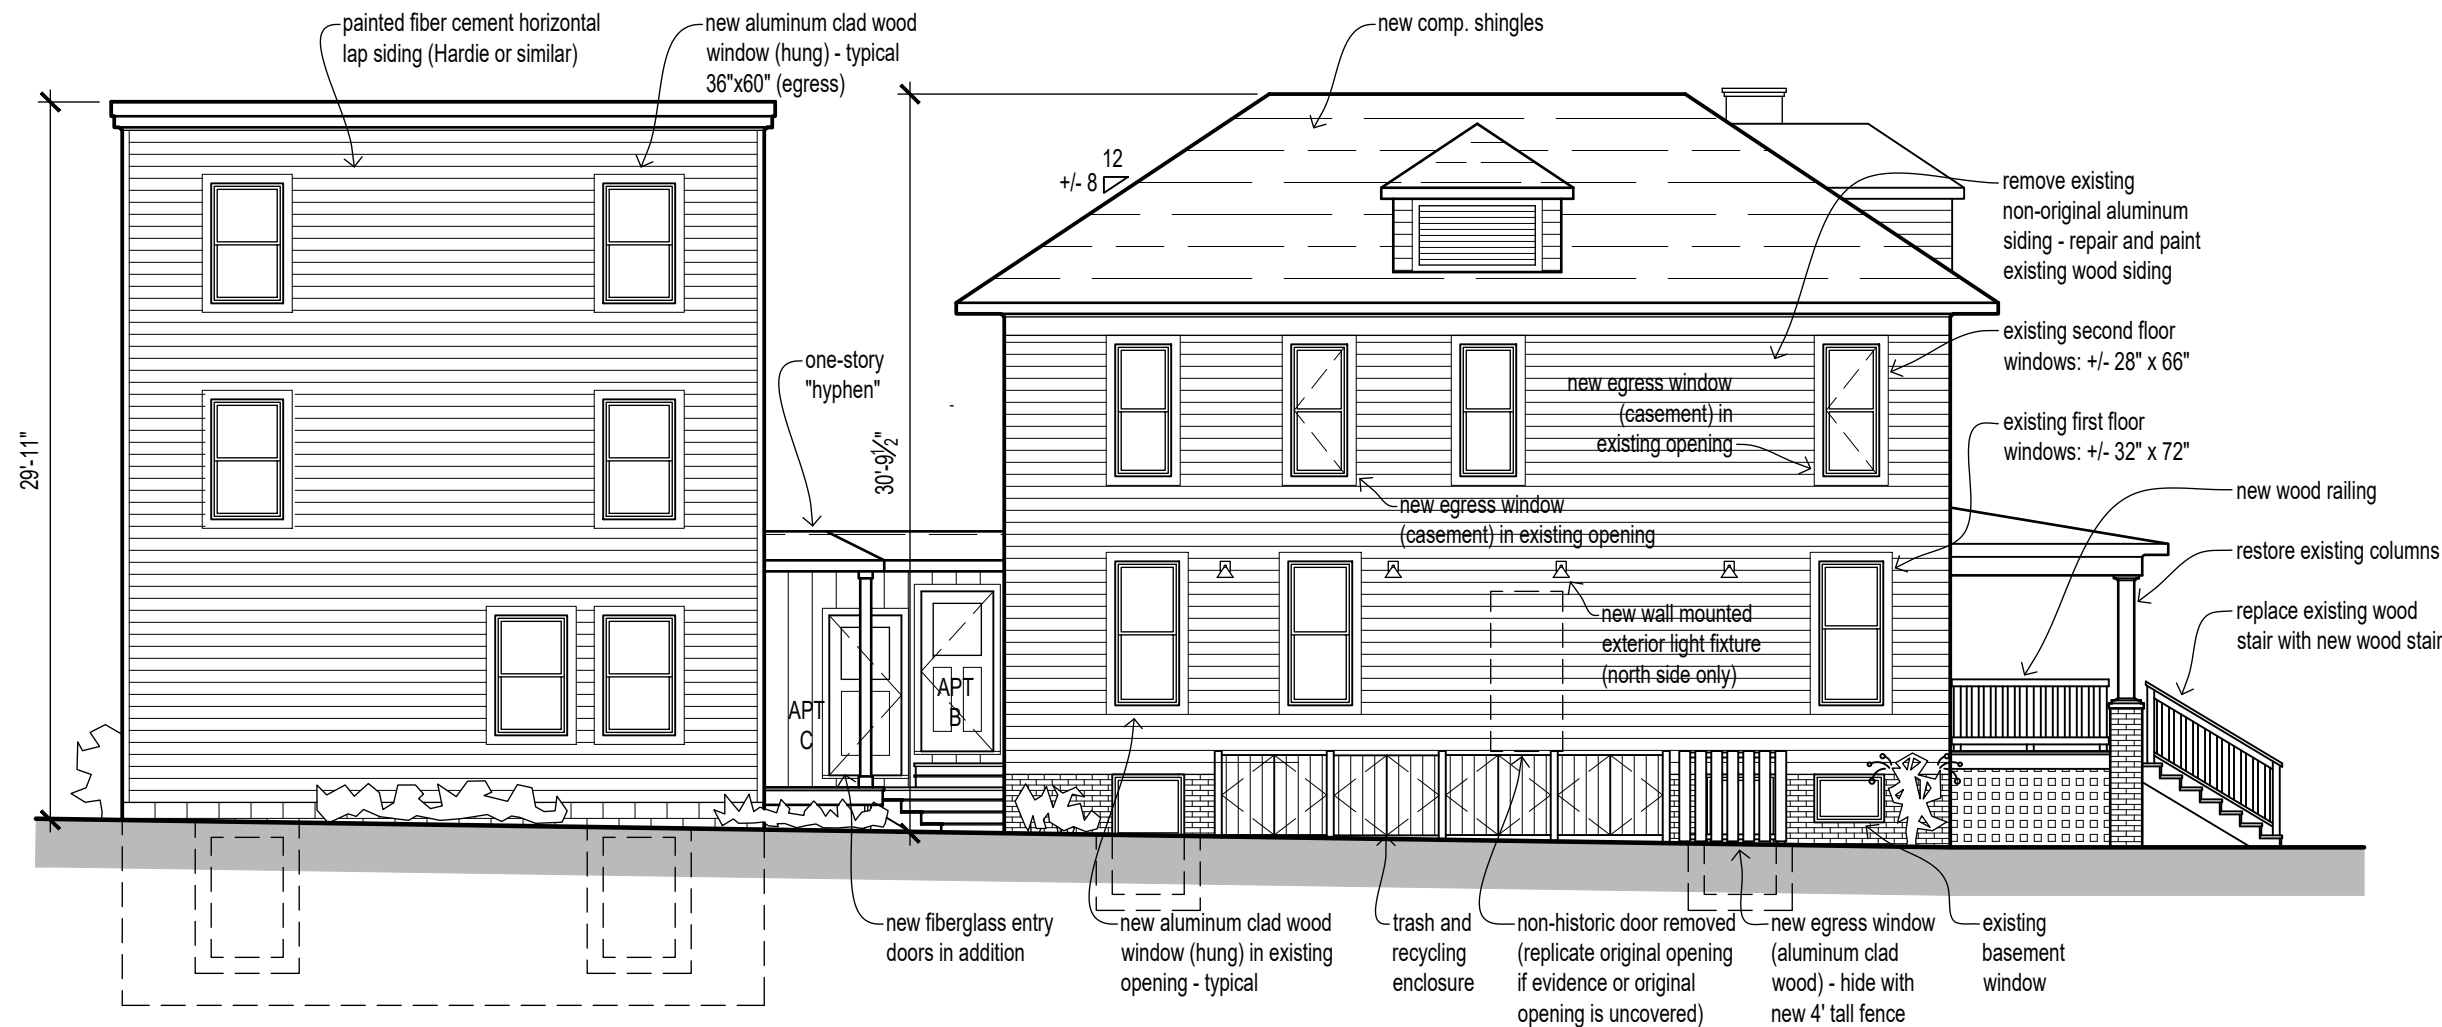 painted fiber cement horizontal
lap siding (Hardie or similar)
new aluminum clad wood
window (hung) - typical
36"x60" (egress)
new comp. shingles
12
+/- 8
remove existing
non-original aluminum
siding - repair and paint
existing wood siding
existing second floor
windows: +/- 28" x 66"
one-story
"hyphen"
new egress window
(casement) in
existing opening
existing first floor
windows: +/- 32" x 72"
29'-11"
30'-9½"
new egress window
(casement) in existing opening
new wood railing
restore existing columns
new wall mounted
exterior light fixture
(north side only)
replace existing wood
stair with new wood stair
APT
C
APT
B
new fiberglass entry
doors in addition
new aluminum clad wood
window (hung) in existing
opening - typical
trash and
recycling
enclosure
non-historic door removed
(replicate original opening
if evidence or original
opening is uncovered)
new egress window
(aluminum clad
wood) - hide with
new 4' tall fence
existing
basement
window